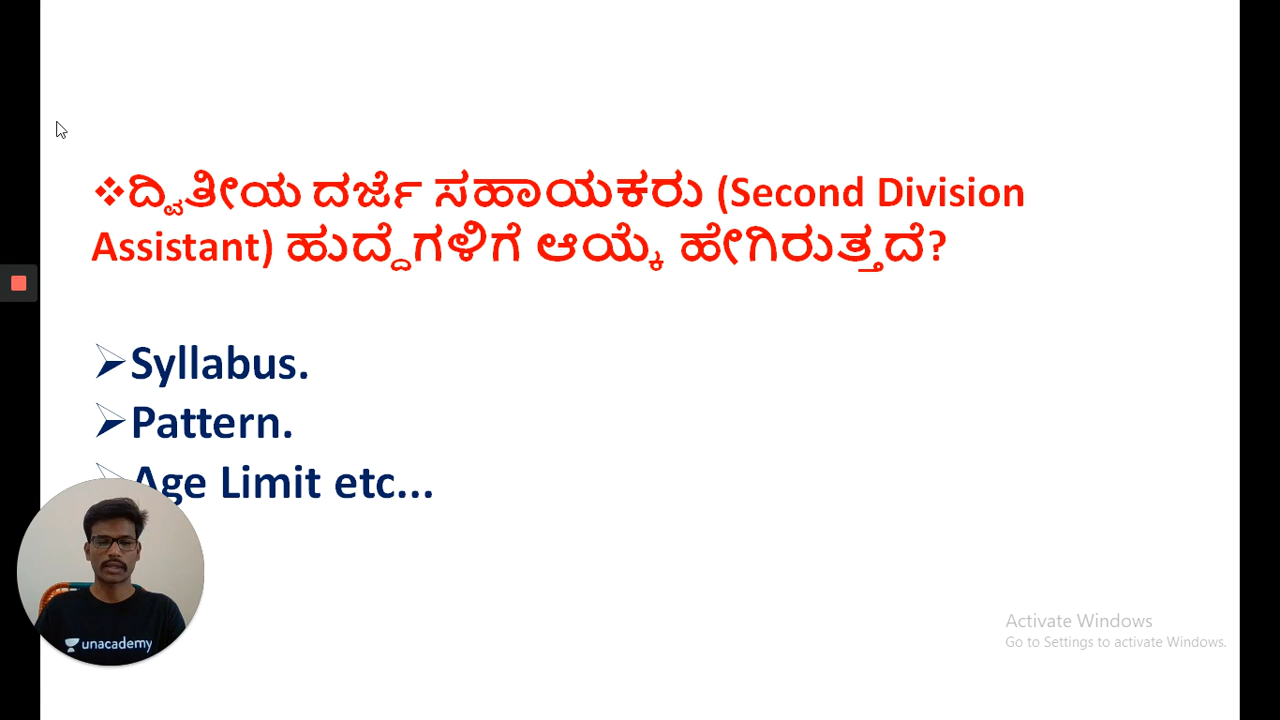 ❖ದ್ವಿತೀಯ ದರ್ಜೆ ಸಹಾಯಕರು (Second Division
Assistant) ಹುದ್ದೆಗಳಿಗೆ ಆಯ್ಕೆ ಹೇಗಿರುತ್ತದೆ?
➢Syllabus.
➢Pattern.
➢Age Limit etc...
unacademy
Activate Windows
Go to Settings to activate Windows.